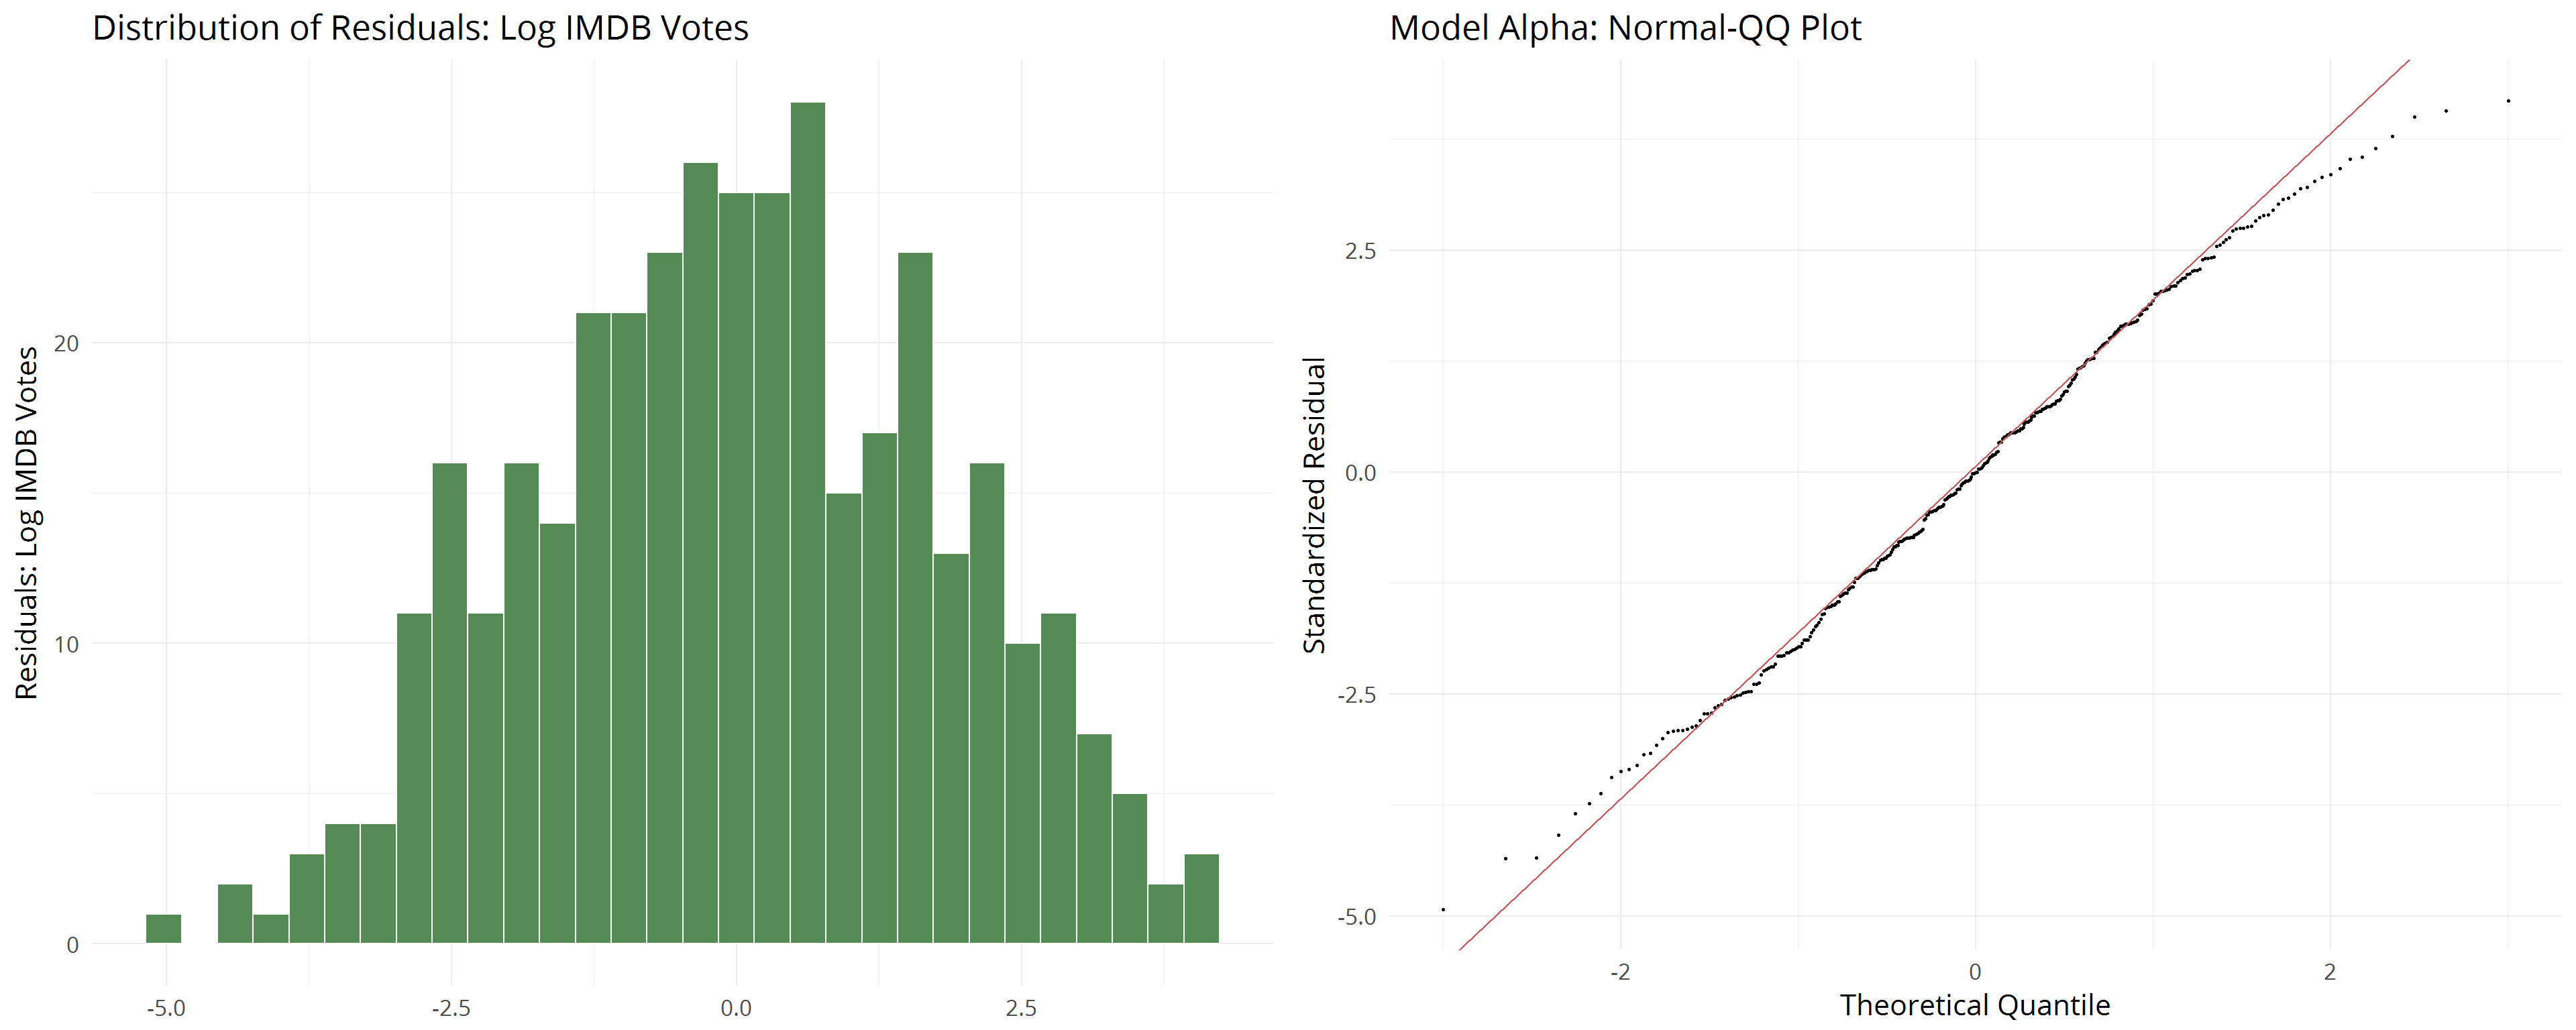 Distribution of Residuals: Log IMDB Votes
Residuals: Log IMDB Votes
20
10
0
-5.0
-2.5
0.0
2.5
Model Alpha: Normal-QQ Plot
Standardized Residual
2.5
0.0
-2.5
-5.0
-2
0
2
Theoretical Quantile